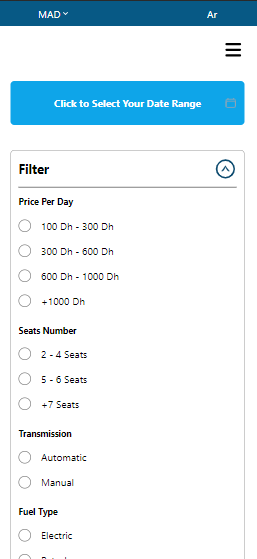 MAD
Ar
Click to Select Your Date Range
Filter
Price Per Day
100 Dh - 300 Dh
300 Dh - 600 Dh
600 Dh - 1000 Dh
+1000 Dh
Seats Number
2 - 4 Seats
5 - 6 Seats
+7 Seats
Transmission
Automatic
Manual
Fuel Type
Electric